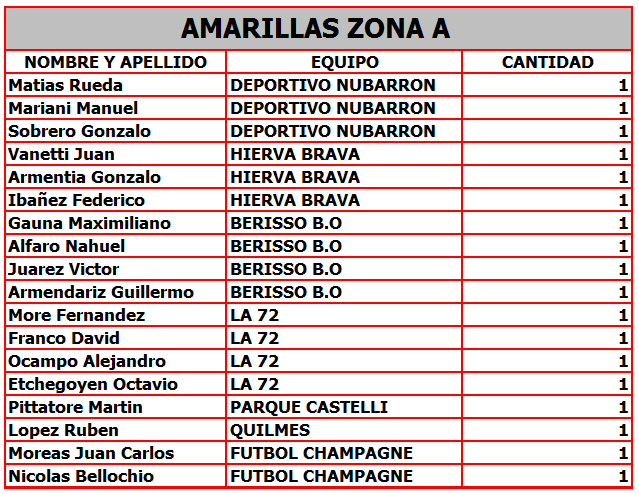 AMARILLAS ZONA A
NOMBRE Y APELLIDO EQUIPO CANTIDAD
Matias Rueda DEPORTIVO NUBARRON 1
Mariani Manuel DEPORTIVO NUBARRON 1
Sobrero Gonzalo DEPORTIVO NUBARRON 1
Vanetti Juan HIERVA BRAVA 1
Armentia Gonzalo HIERVA BRAVA 1
Ibañez Federico HIERVA BRAVA 1
Gauna Maximiliano BERISSO B.O 1
Alfaro Nahuel BERISSO B.O 1
Juarez Victor BERISSO B.O 1
Armendariz Guillermo BERISSO B.O 1
More Fernandez LA 72 1
Franco David LA 72 1
Ocampo Alejandro LA 72 1
Etchegoyen Octavio LA 72 1
Pittatore Martin PARQUE CASTELLI 1
Lopez Ruben QUILMES 1
Moreas Juan Carlos FUTBOL CHAMPAGNE 1
Nicolas Bellochio FUTBOL CHAMPAGNE 1